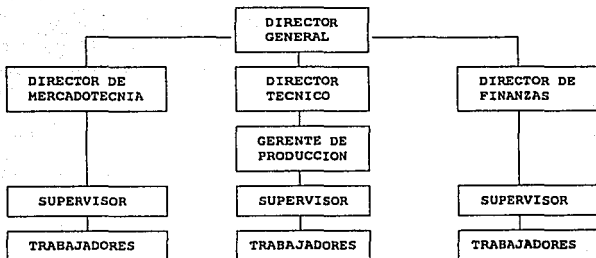 DIRECTOR
GENERAL
DIRECTOR DE
MERCADOTECNIA
DIRECTOR
TECNICO
DIRECTOR DE
FINANZAS
GERENTE DE
PRODUCCION
SUPERVISOR
SUPERVISOR
SUPERVISOR
TRABAJADORES
TRABAJADORES
TRABAJADORES